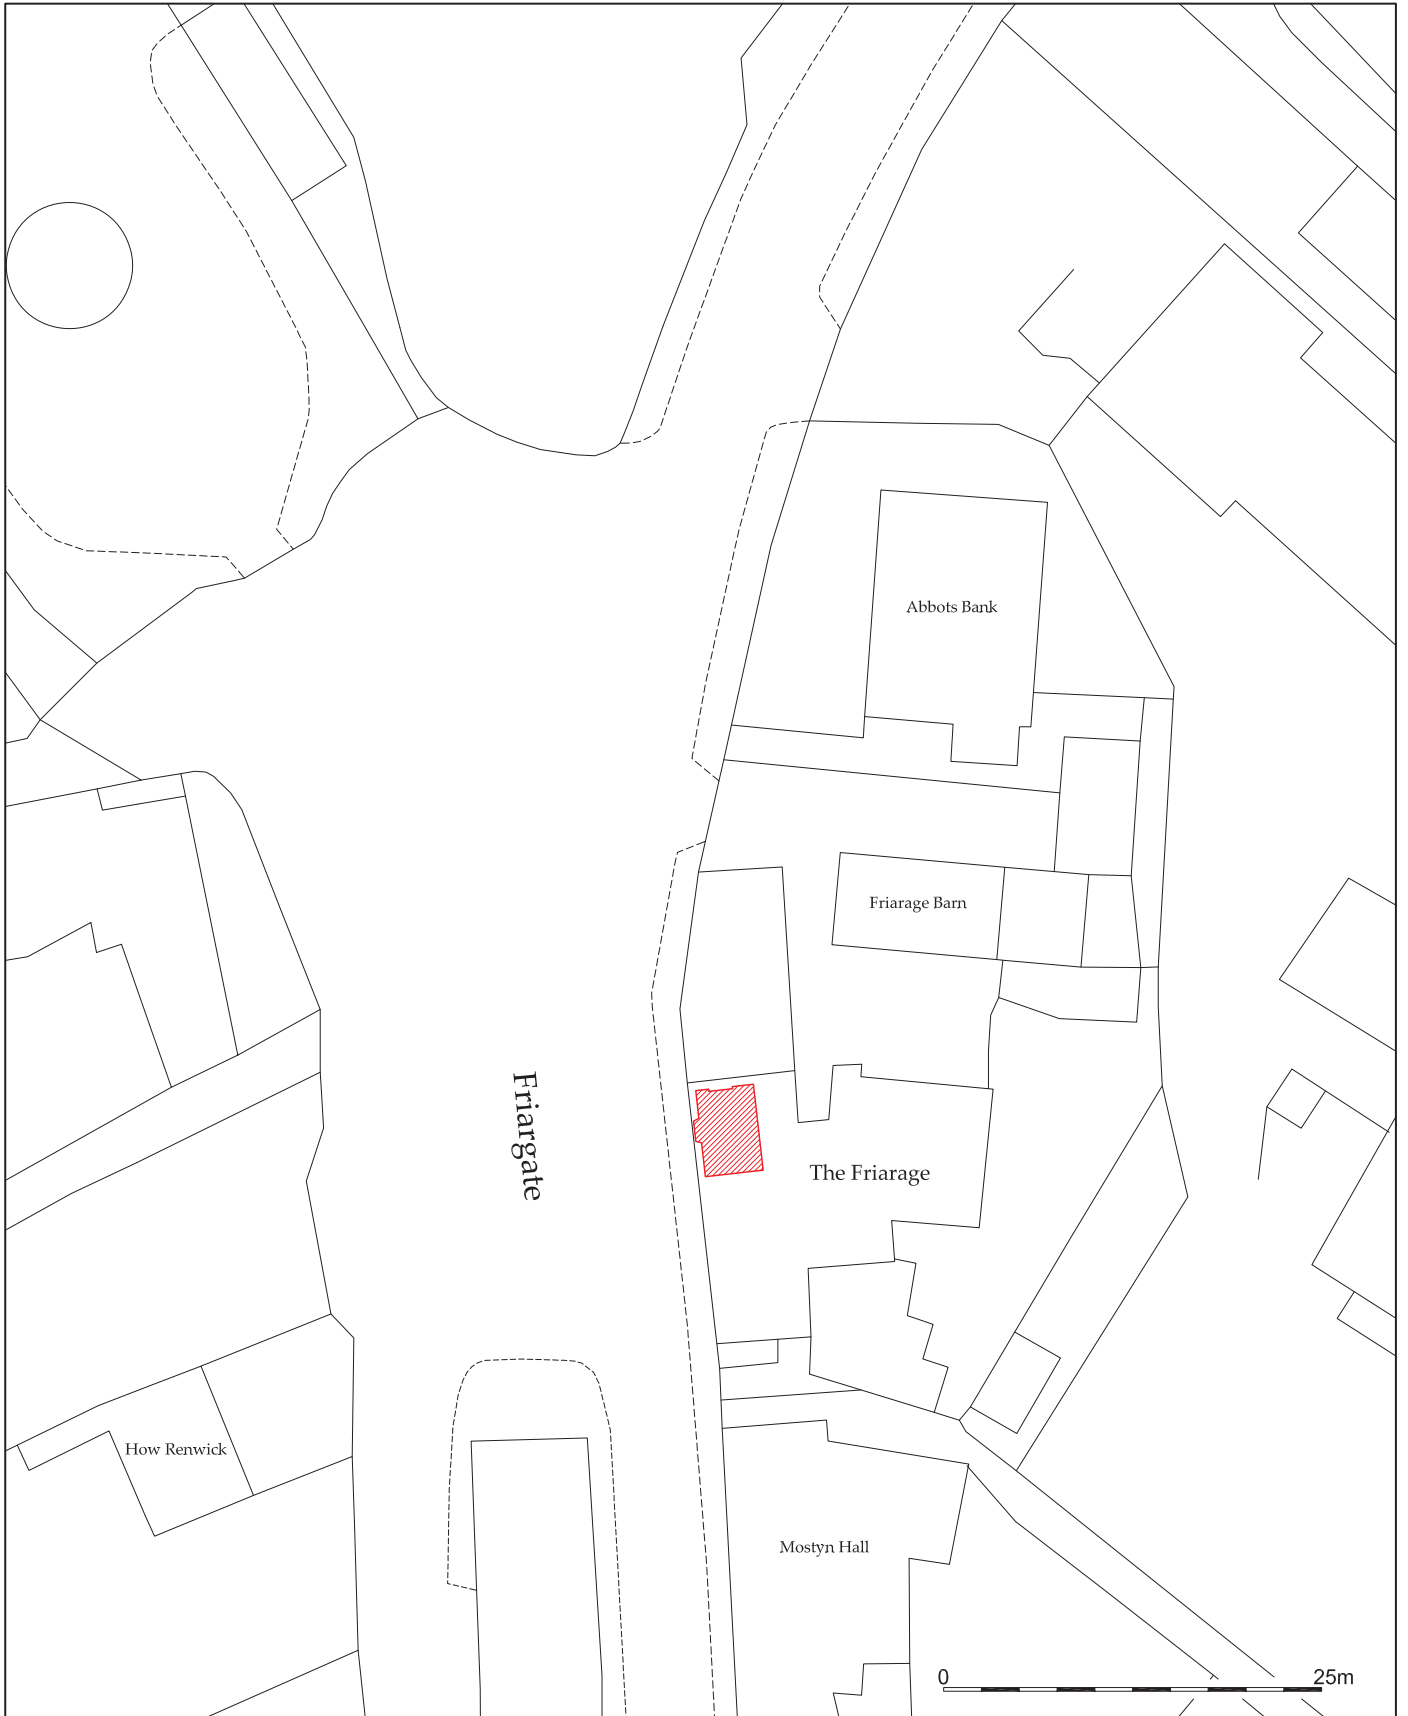 Abbots Bank
Friarage Barn
Friargate
The Friarage
How Renwick
Mostyn Hall
0 25m